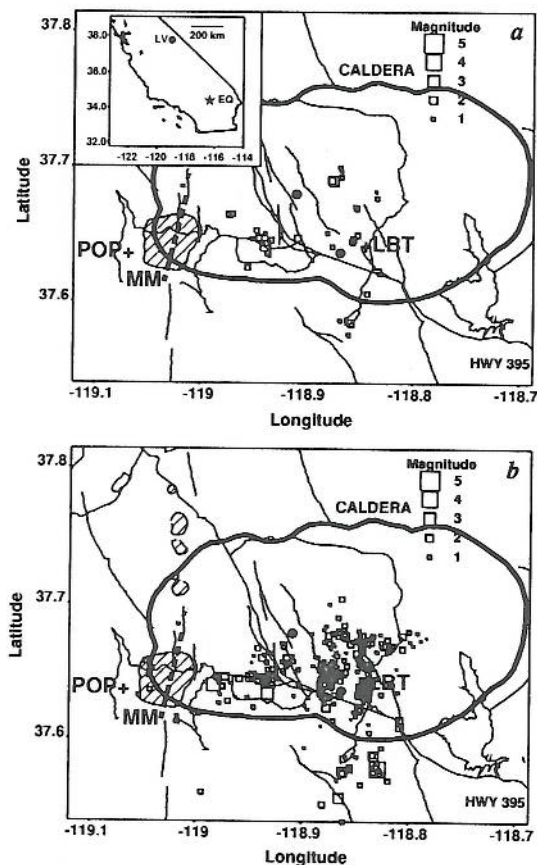 37.8
37.7
37.6
Latitude
38.0
36.0
34.0
32.0
-122 -120 -118 -116 -114
200 km
LV
EQ
a
Magnitude
5
4
3
2
1
CALDERA
POP+
MM
LBT
HWY 395
-119.1 -119 -118.9 -118.8 -118.7
Longitude
37.8
37.7
37.6
Latitude
b
Magnitude
5
4
3
2
1
CALDERA
POP+
MM
BT
HWY 395
-119.1 -119 -118.9 -118.8 -118.7
Longitude